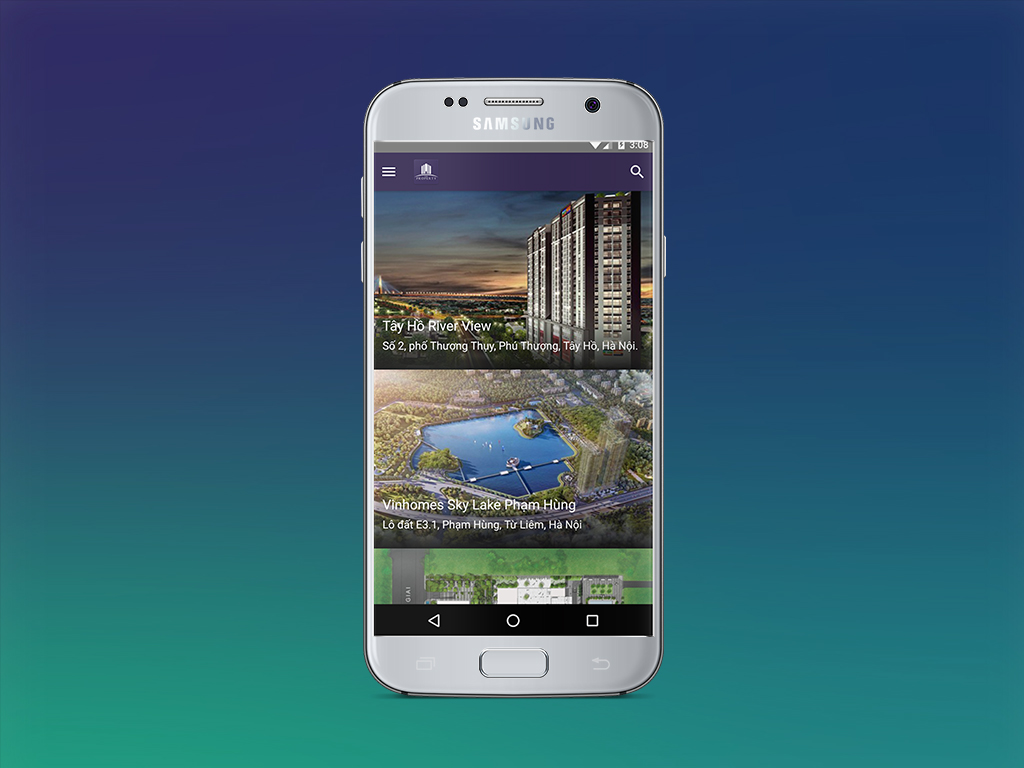 SAMSUNG
3:08
Tây Hồ River View
Số 2, phố Thượng Thụy, Phú Thượng, Tây Hồ, Hà Nội.
Vinhomes Sky Lake Phạm Hùng
Lô đất E3.1, Phạm Hùng, Từ Liêm, Hà Nội
GIẢI